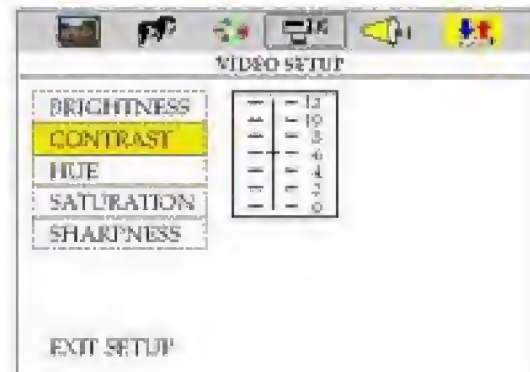 VIDEO SETUP
BRIGHTNESS
CONTRAST
HUE
SATURATION
SHARPNESS
12
10
8
6
4
2
0
EXIT SETUP